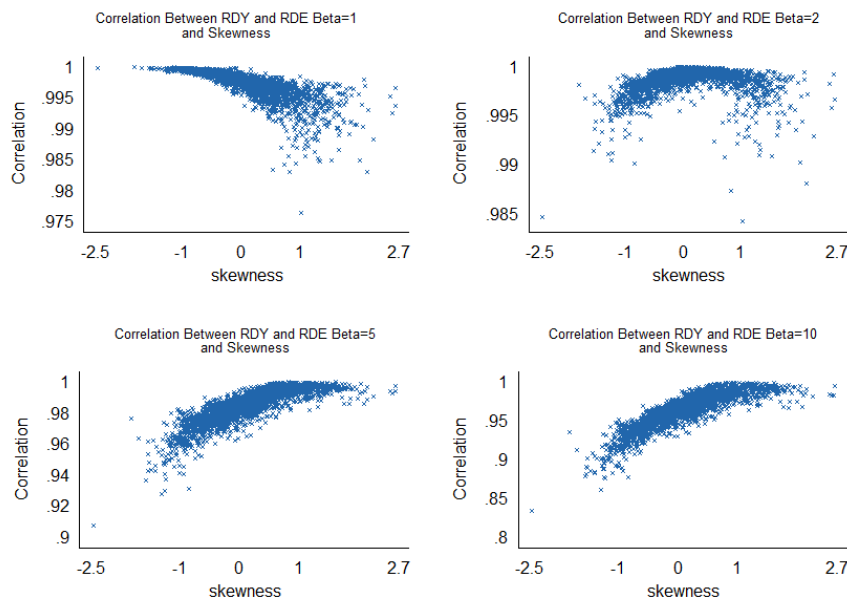 Correlation Between RDY and RDE Beta=1
and Skewness
1
.995
.99
.985
.98
.975
Correlation
-2.5 -1 0 1 2.7
skewness
Correlation Between RDY and RDE Beta=2
and Skewness
1
.995
.99
.985
Correlation
-2.5 -1 0 1 2.7
skewness
Correlation Between RDY and RDE Beta=5
and Skewness
1
.98
.96
.94
.92
.9
Correlation
-2.5 -1 0 1 2.7
skewness
Correlation Between RDY and RDE Beta=10
and Skewness
1
.95
.9
.85
.8
Correlation
-2.5 -1 0 1 2.7
skewness